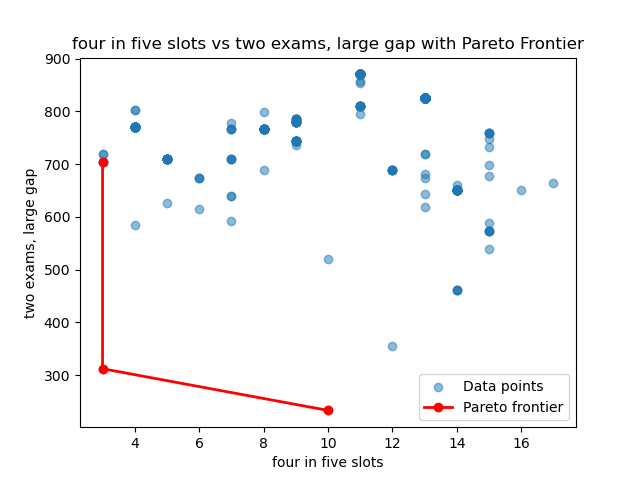 four in five slots vs two exams, large gap with Pareto Frontier
two exams, large gap
900
800
700
600
500
400
300
4 6 8 10 12 14 16
four in five slots
Data points
Pareto frontier